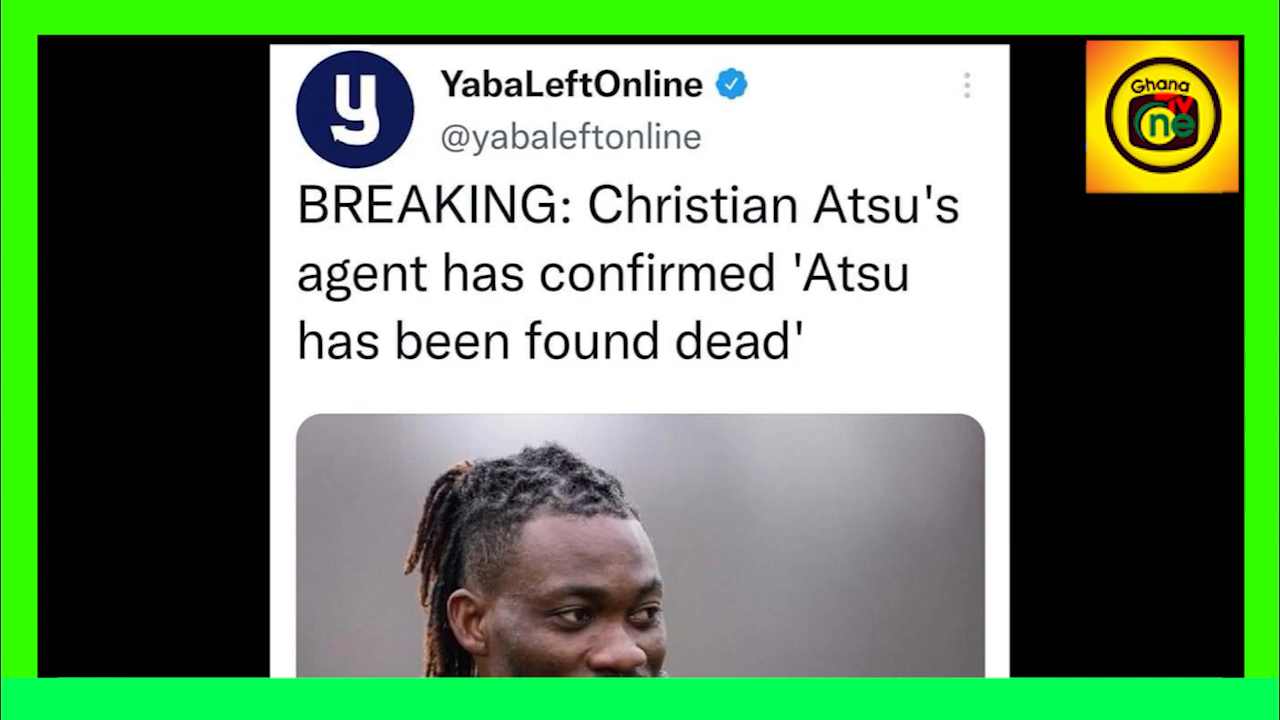 y
YabaLeftOnline
@yabaleftonline
BREAKING: Christian Atsu's
agent has confirmed 'Atsu
has been found dead'
Ghana
TV
One